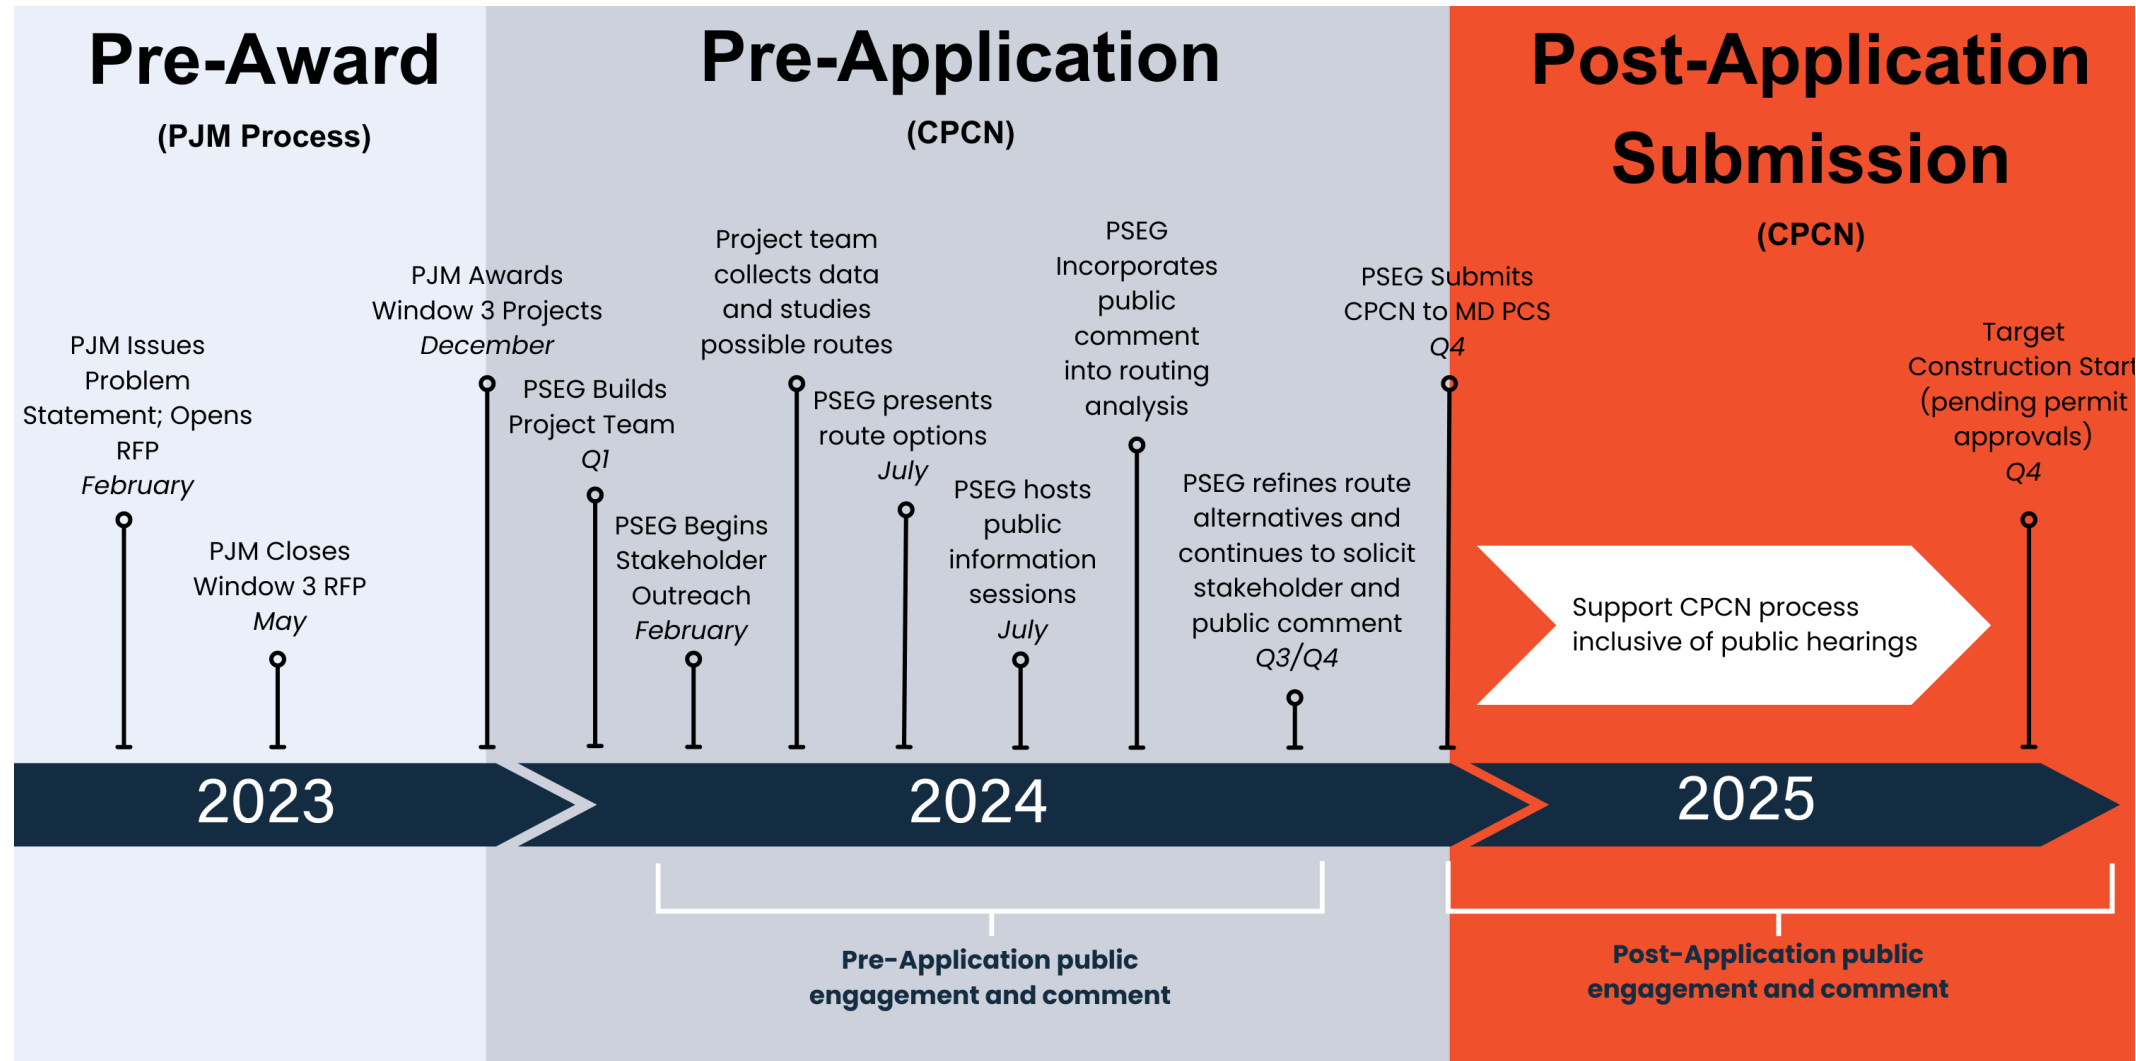 Pre-Award
(PJM Process)
Pre-Application
(CPCN)
Post-Application
Submission
(CPCN)
PJM Issues
Problem
Statement; Opens
RFP
February
PJM Closes
Window 3 RFP
May
PJM Awards
Window 3 Projects
December
PSEG Builds
Project Team
Q1
PSEG Begins
Stakeholder
Outreach
February
Project team
collects data
and studies
possible routes
PSEG presents
route options
July
PSEG hosts
public
information
sessions
July
PSEG
Incorporates
public
comment
into routing
analysis
PSEG refines route
alternatives and
continues to solicit
stakeholder and
public comment
Q3/Q4
PSEG Submits
CPCN to MD PCS
Q4
Support CPCN process
inclusive of public hearings
Target
Construction Start
(pending permit
approvals)
Q4
2023
2024
2025
Pre-Application public
engagement and comment
Post-Application public
engagement and comment